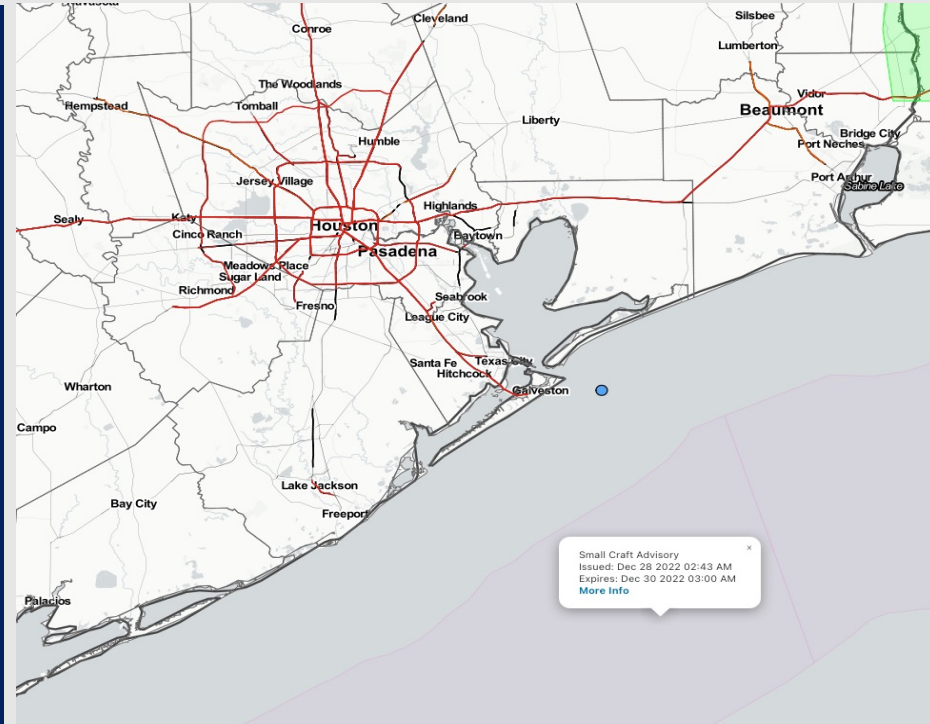 Cleveland
Silsbee
Conroe
Lumberton
The Woodlands
Vidor
Hempstead
Tomball
Beaumont
Liberty
Bridge City
Humble
Port Neches
Jersey Village
Port Arthur
Sabine Lake
Highlands
Sealy
Katy
Houston
Cinco Ranch
Baytown
Pasadena
Meadows Place
Sugar Land
Richmond
Seabrook
Fresno
League City
Santa Fe
Texas City
Hitchcock
Wharton
Galveston
Campo
Lake Jackson
Bay City
Freeport
Small Craft Advisory
Issued: Dec 28 2022 02:43 AM
Expires: Dec 30 2022 03:00 AM
More Info
Palacios